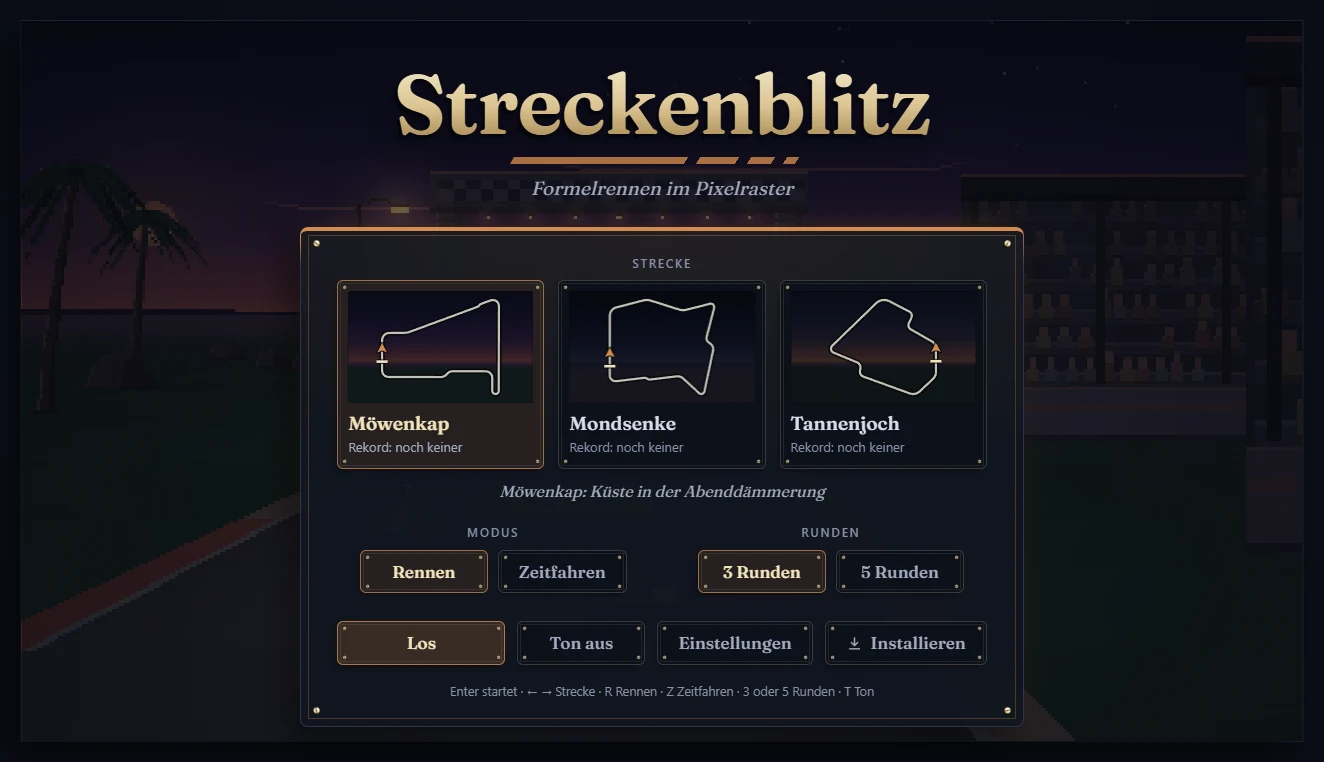 Streckenblitz
Formelrennen im Pixelraster
STRECKE
Möwenkap
Rekord: noch keiner
Mondsenke
Rekord: noch keiner
Tannenjoch
Rekord: noch keiner
Möwenkap: Küste in der Abenddämmerung
MODUS
RUNDEN
Rennen
Zeitfahren
3 Runden
5 Runden
Los
Ton aus
Einstellungen
Installieren
Enter startet · ← → Strecke · R Rennen · Z Zeitfahren · 3 oder 5 Runden · T Ton